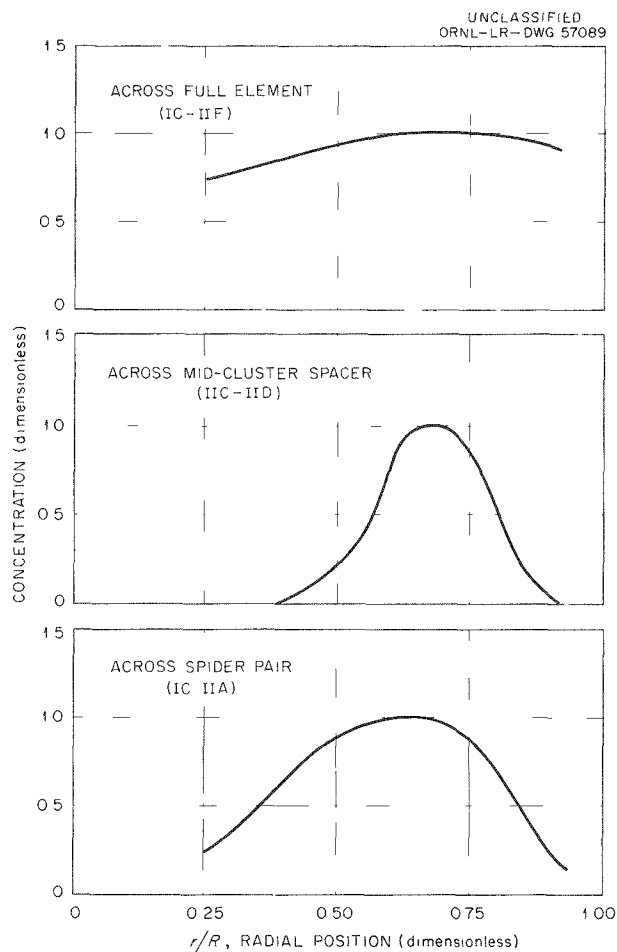 UNCLASSIFIED
ORNL-LR-DWG 57089
1.5
ACROSS FULL ELEMENT
(IC-IIF)
1.0
0.5
0
1.5
ACROSS MID-CLUSTER SPACER
(IIC-IID)
1.0
0.5
0
CONCENTRATION (dimensionless)
1.5
ACROSS SPIDER PAIR
(IC IIA)
1.0
0.5
0
0 0.25 0.50 0.75 1.00
r/R, RADIAL POSITION (dimensionless)